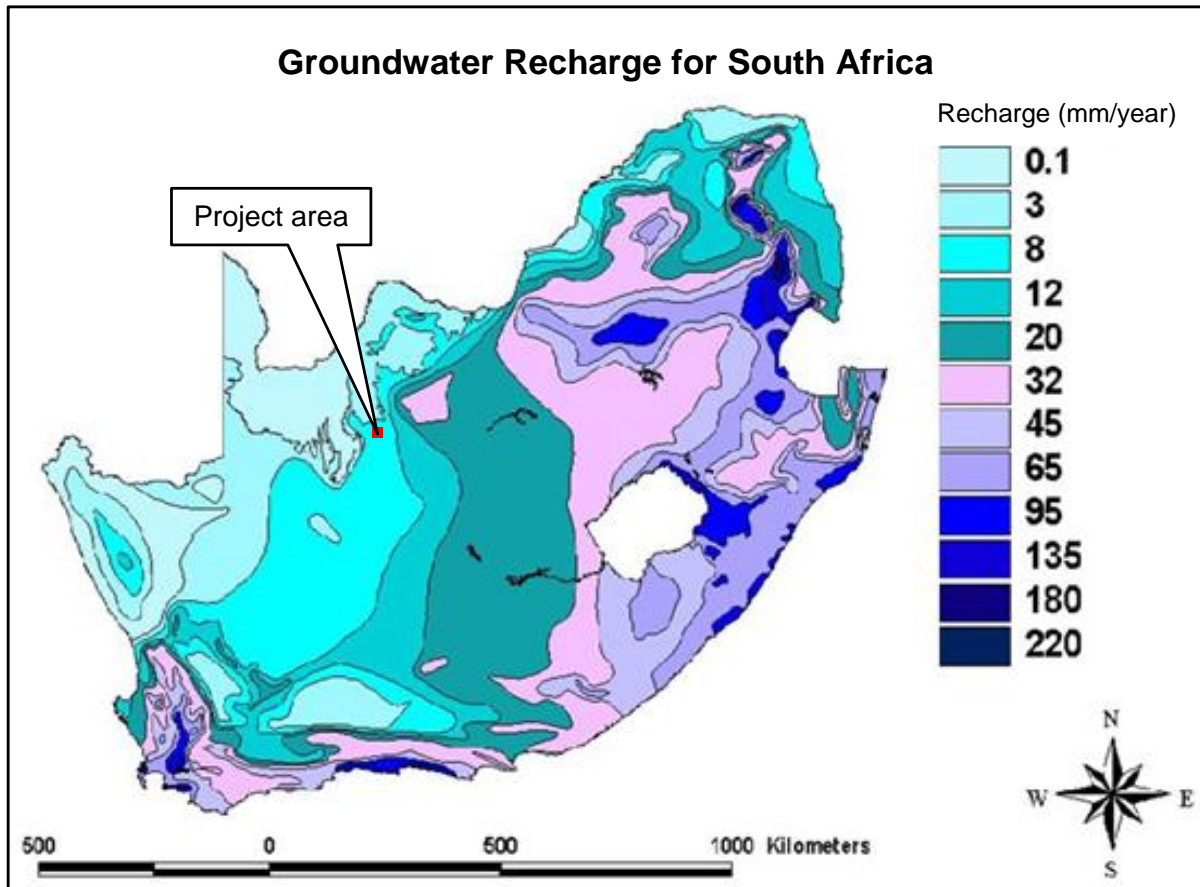 Groundwater Recharge for South Africa
Recharge (mm/year)
0.1
3
8
12
20
32
45
65
95
135
180
220
Project area
N
W E
S
500 0 500 1000 Kilometers